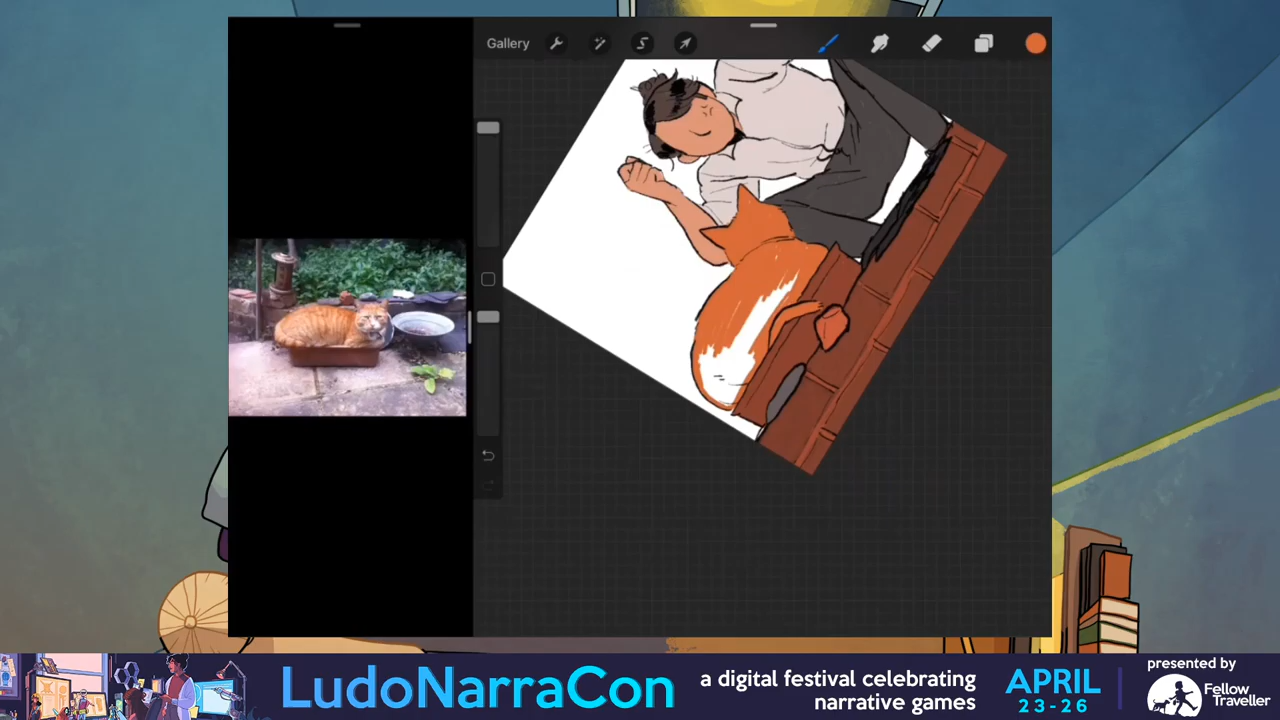 Gallery
LudoNarraCon
a digital festival celebrating
narrative games
APRIL
23-26
presented by
Fellow
Traveller